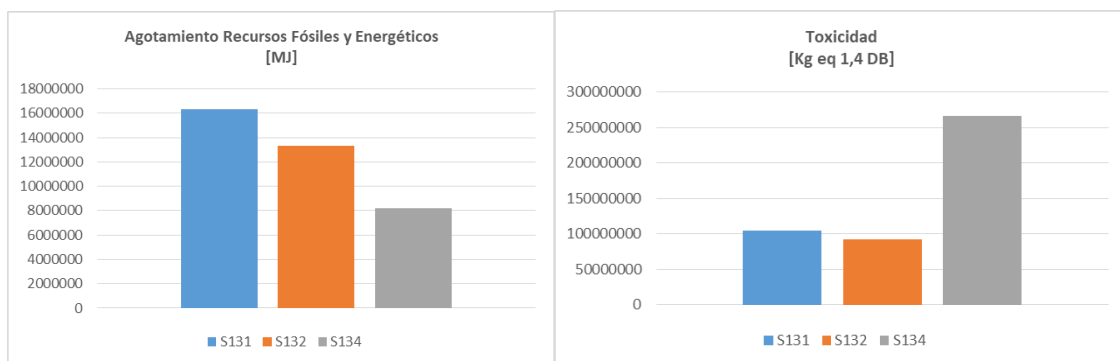 Agotamiento Recursos Fósiles y Energéticos
[MJ]
18000000
16000000
14000000
12000000
10000000
8000000
6000000
4000000
2000000
0
S131 S132 S134
Toxicidad
[Kg eq 1,4 DB]
300000000
250000000
200000000
150000000
100000000
50000000
0
S131 S132 S134